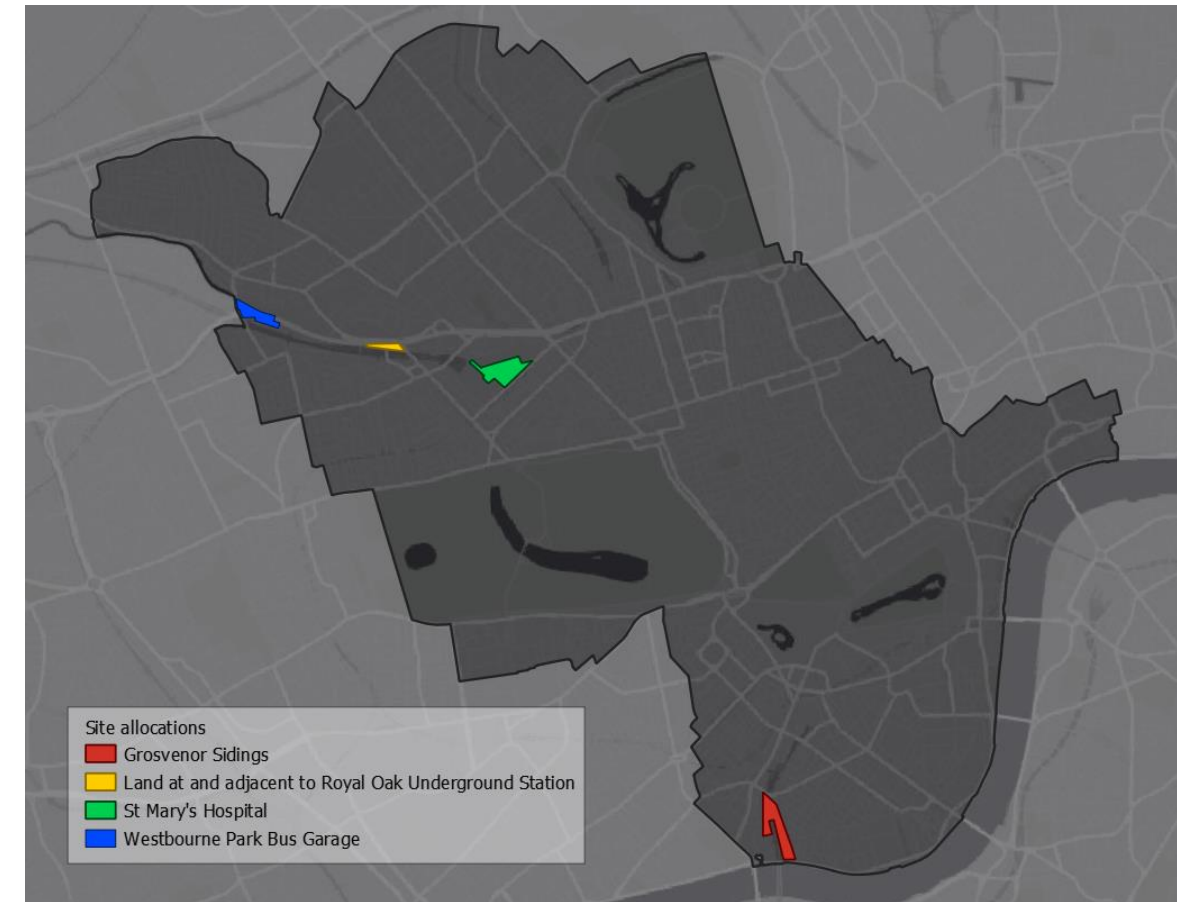 Site allocations
Grosvenor Sidings
Land at and adjacent to Royal Oak Underground Station
St Mary's Hospital
Westbourne Park Bus Garage